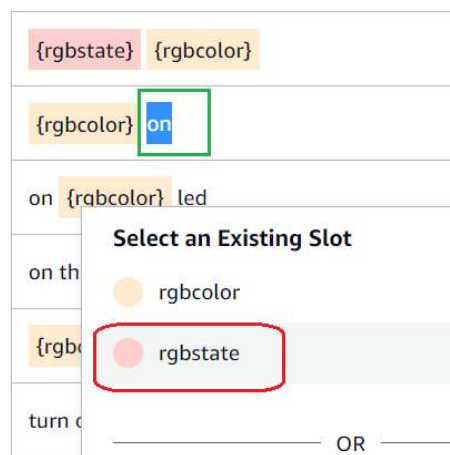 {rgbstate} {rgbcolor}
{rgbcolor} on
on {rgbcolor} led
Select an Existing Slot
on th
rgbcolor
{rgb
rgbstate
turn
OR